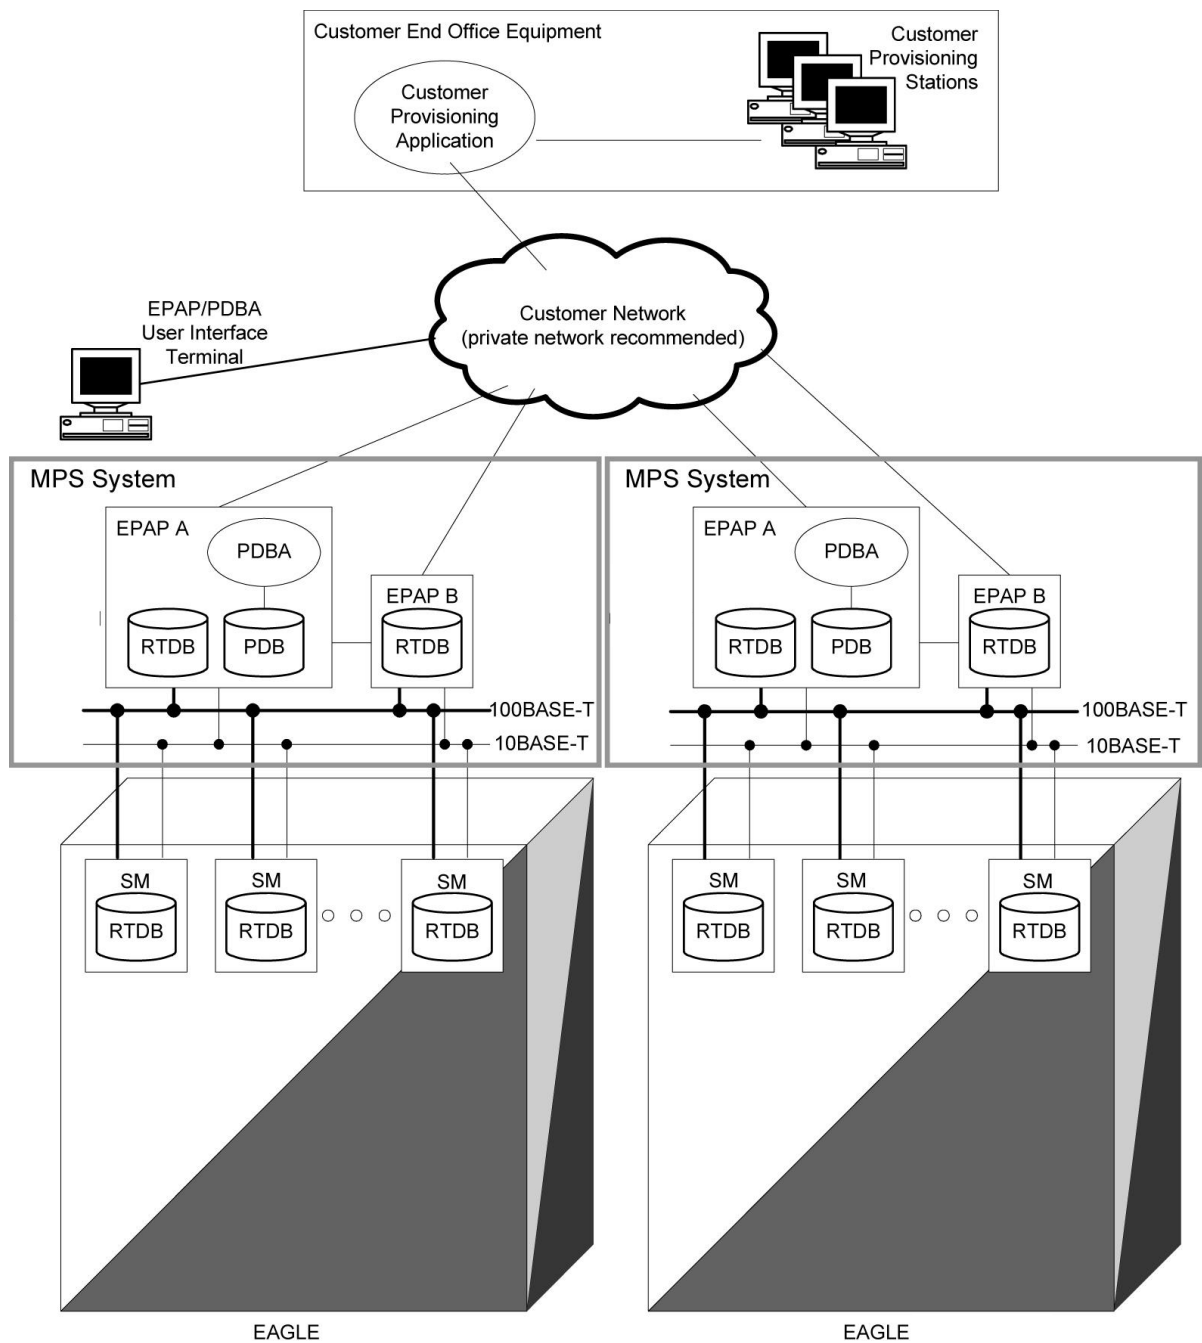 Customer End Office Equipment
Customer
Provisioning
Stations
Customer
Provisioning
Application
Customer Network
(private network recommended)
EPAP/PDBA
User Interface
Terminal
MPS System
EPAP A
PDBA
RTDB
PDB
EPAP B
RTDB
100BASE-T
10BASE-T
SM
RTDB
SM
RTDB
SM
RTDB
EAGLE
MPS System
EPAP A
PDBA
RTDB
PDB
EPAP B
RTDB
100BASE-T
10BASE-T
SM
RTDB
SM
RTDB
SM
RTDB
EAGLE